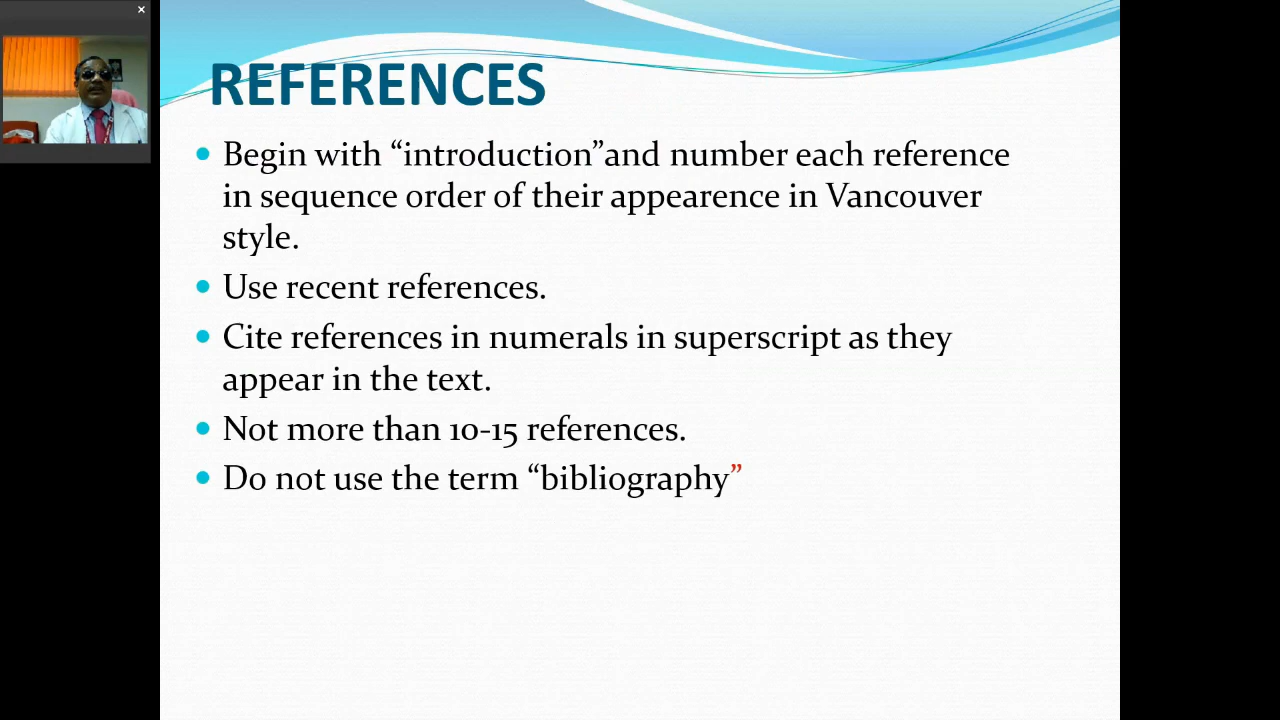 REFERENCES
Begin with “introduction”and number each reference
in sequence order of their appearence in Vancouver
style.
Use recent references.
Cite references in numerals in superscript as they
appear in the text.
Not more than 10-15 references.
Do not use the term “bibliography”